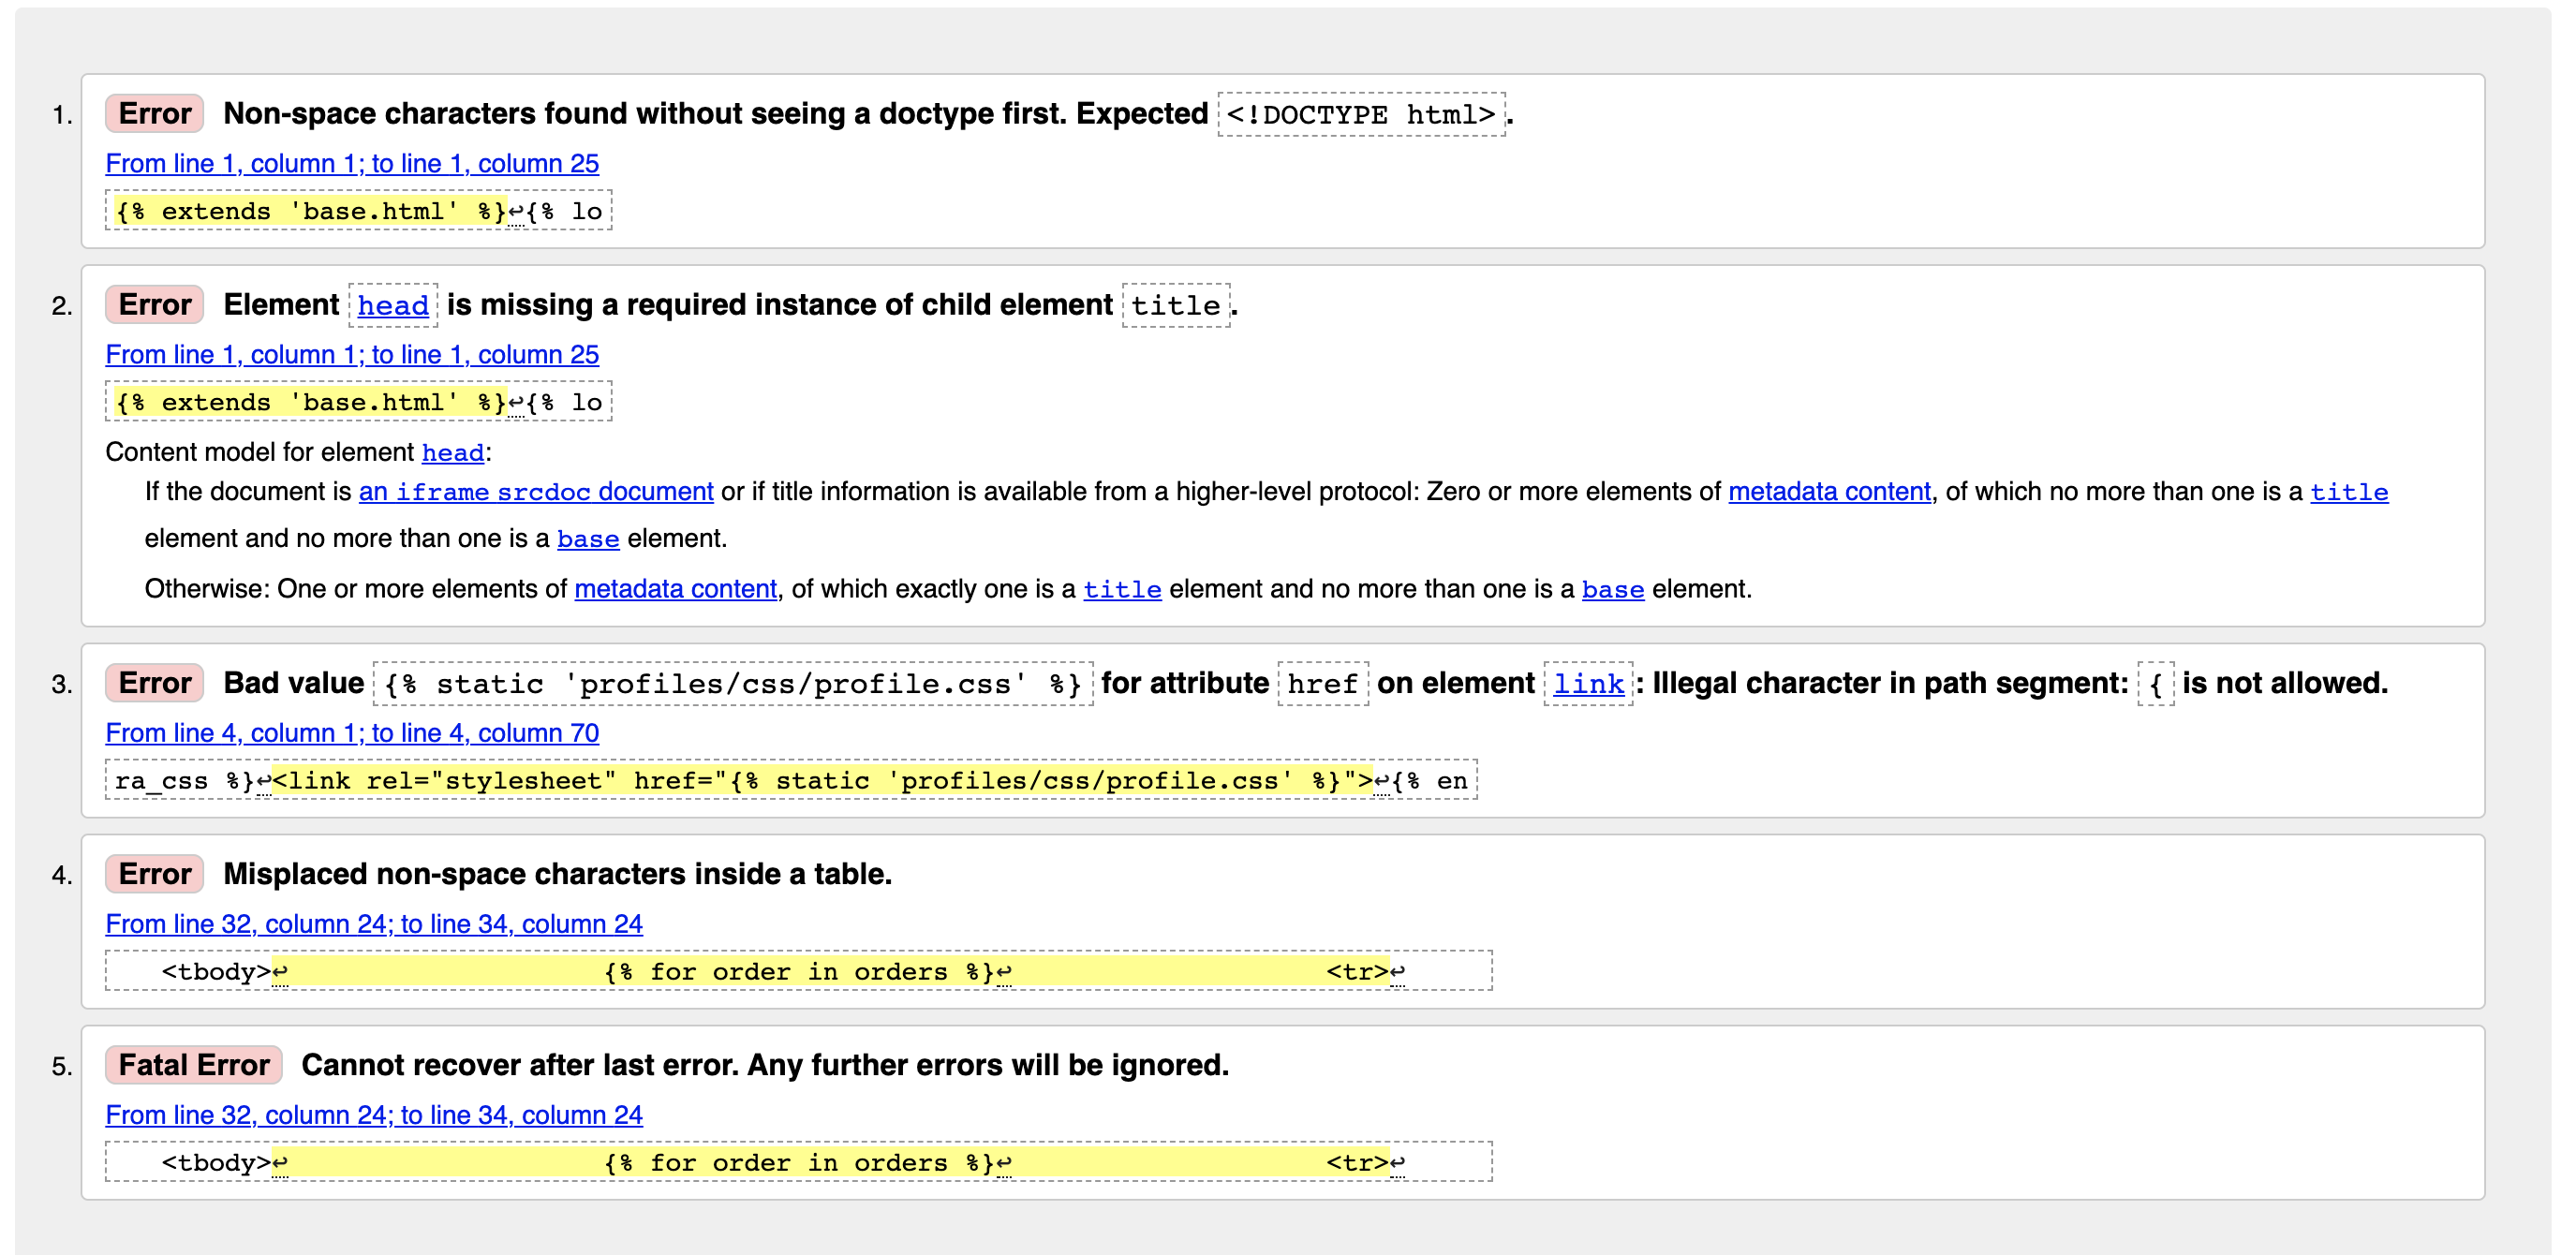 1. Error Non-space characters found without seeing a doctype first. Expected <!DOCTYPE html>.
From line 1, column 1; to line 1, column 25
{% extends 'base.html' %}↩{% lo
2. Error Element head is missing a required instance of child element title.
From line 1, column 1; to line 1, column 25
{% extends 'base.html' %}↩{% lo
Content model for element head:
If the document is an iframe srcdoc document or if title information is available from a higher-level protocol: Zero or more elements of metadata content, of which no more than one is a title
element and no more than one is a base element.
Otherwise: One or more elements of metadata content, of which exactly one is a title element and no more than one is a base element.
3. Error Bad value {% static 'profiles/css/profile.css' %} for attribute href on element link: Illegal character in path segment: { is not allowed.
From line 4, column 1; to line 4, column 70
ra_css %}↩<link rel="stylesheet" href="{% static 'profiles/css/profile.css' %}">↩{% en
4. Error Misplaced non-space characters inside a table.
From line 32, column 24; to line 34, column 24
<tbody>↩ {% for order in orders %}↩ <tr>↩
5. Fatal Error Cannot recover after last error. Any further errors will be ignored.
From line 32, column 24; to line 34, column 24
<tbody>↩ {% for order in orders %}↩ <tr>↩